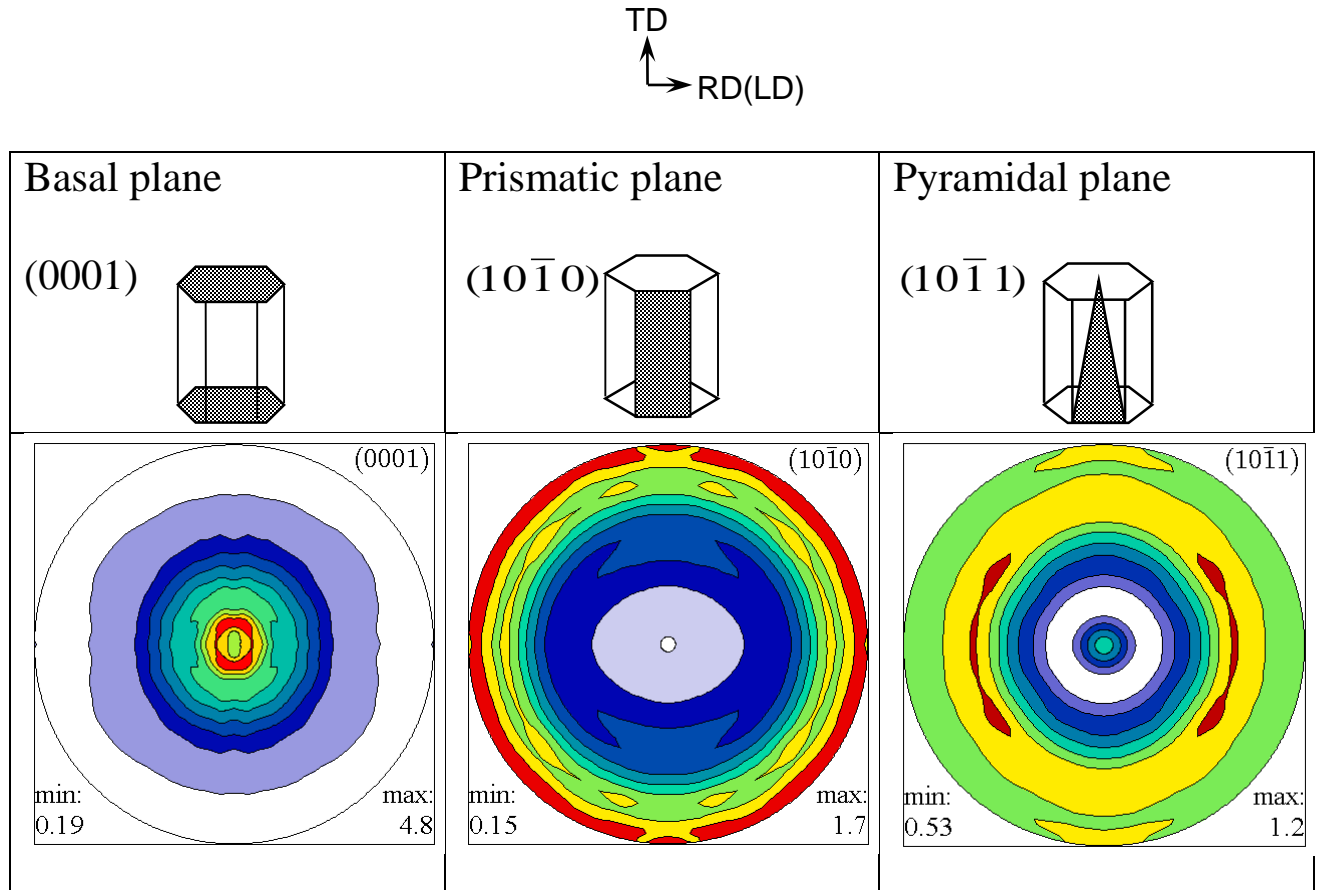 TD
RD(LD)
Basal plane
(0001)
Prismatic plane
(101̅0)
Pyramidal plane
(101̅1)
(0001)
min:
0.19
max:
4.8
(101̅0)
min:
0.15
max:
1.7
(101̅1)
min:
0.53
max:
1.2